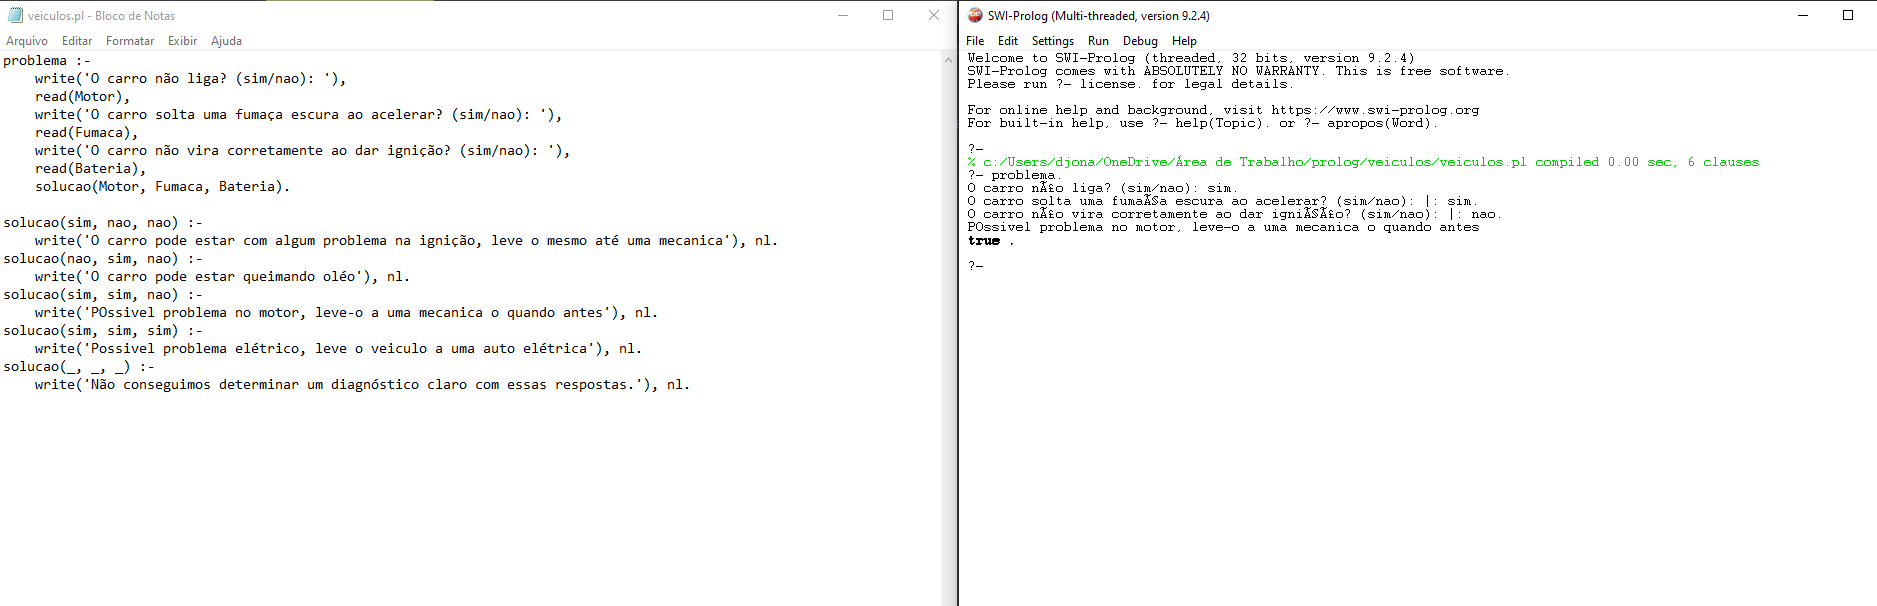 veiculos.pl - Bloco de Notas
Arquivo Editar Formatar Exibir Ajuda
problema :-
    write('O carro não liga? (sim/nao): '),
    read(Motor),
    write('O carro solta uma fumaça escura ao acelerar? (sim/nao): '),
    read(Fumaca),
    write('O carro não vira corretamente ao dar ignição? (sim/nao): '),
    read(Bateria),
    solucao(Motor, Fumaca, Bateria).

solucao(sim, nao, nao) :-
    write('O carro pode estar com algum problema na ignição, leve o mesmo até uma mecanica'), nl.
solucao(nao, sim, nao) :-
    write('O carro pode estar queimando oléo'), nl.
solucao(sim, sim, nao) :-
    write('POssivel problema no motor, leve-o a uma mecanica o quando antes'), nl.
solucao(sim, sim, sim) :-
    write('Possivel problema elétrico, leve o veiculo a uma auto elétrica'), nl.
solucao(_, _, _) :-
    write('Não conseguimos determinar um diagnóstico claro com essas respostas.'), nl.
SWI-Prolog (Multi-threaded, version 9.2.4)
File Edit Settings Run Debug Help
Welcome to SWI-Prolog (threaded, 32 bits, version 9.2.4)
SWI-Prolog comes with ABSOLUTELY NO WARRANTY. This is free software.
Please run ?- license. for legal details.

For online help and background, visit https://www.swi-prolog.org
For built-in help, use ?- help(Topic). or ?- apropos(Word).

?-
% c:/Users/djona/OneDrive/Área de Trabalho/prolog/veiculos/veiculos.pl compiled 0.00 sec, 6 clauses
?- problema.
O carro nÃ£o liga? (sim/nao): sim.
O carro solta uma fumaÃ§a escura ao acelerar? (sim/nao): |: sim.
O carro nÃ£o vira corretamente ao dar igniÃ§Ã£o? (sim/nao): |: nao.
POssivel problema no motor, leve-o a uma mecanica o quando antes
true .

?-